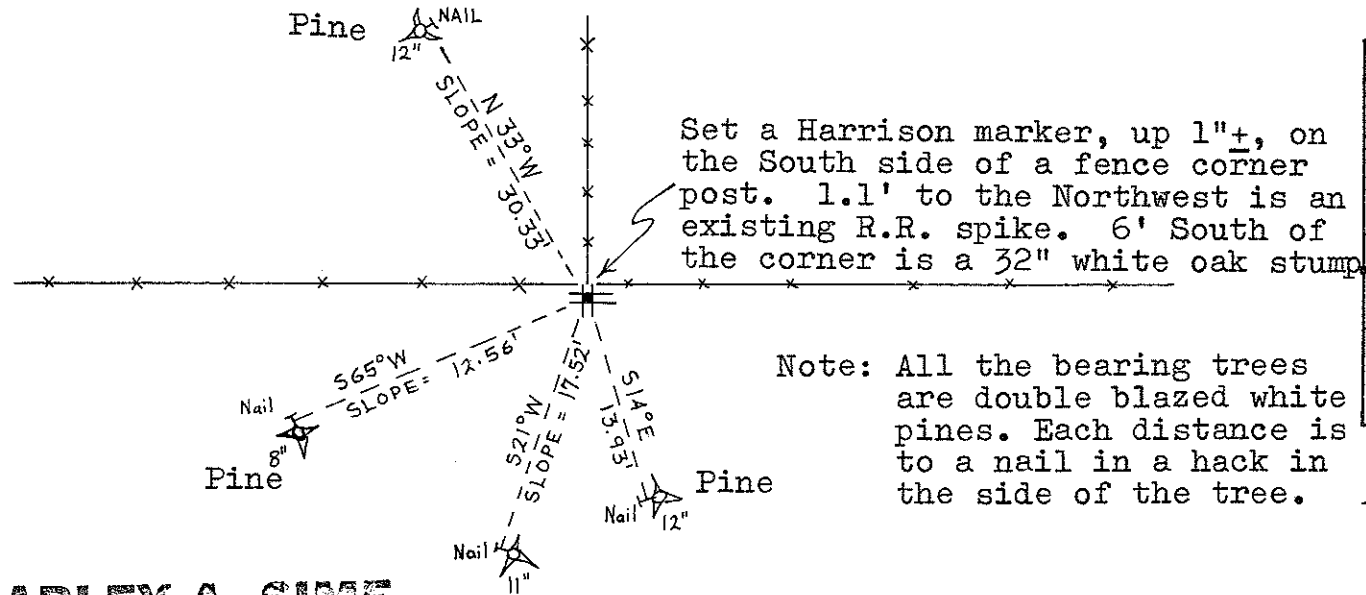 Pine
NAIL
12"
N 33°W
SLOPE = 30.33'
Set a Harrison marker, up 1"±, on
the South side of a fence corner
post. 1.1' to the Northwest is an
existing R.R. spike. 6' South of
the corner is a 32" white oak stump.
S65°W
SLOPE = 12.56'
Nail
8"
Pine
S21°W
SLOPE = 17.52'
Nail
11"
S14°E
13.93'
Nail
12"
Pine
Note: All the bearing trees
are double blazed white
pines. Each distance is
to a nail in a hack in
the side of the tree.
ARLEY A. SIME